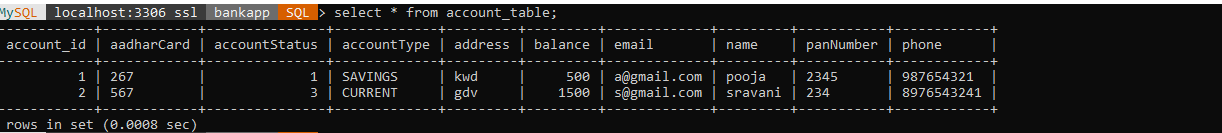 MySQL localhost:3306 ssl bankapp SQL > select * from account_table;
+------------+------------+---------------+-------------+---------+---------+-------------+---------+-----------+------------+
account_id | aadharCard | accountStatus | accountType | address | balance | email | name | panNumber | phone |
+------------+------------+---------------+-------------+---------+---------+-------------+---------+-----------+------------+
1 | 267 | 1 | SAVINGS | kwd | 500 | a@gmail.com | pooja | 2345 | 987654321 |
2 | 567 | 3 | CURRENT | gdv | 1500 | s@gmail.com | sravani | 234 | 8976543241 |
+------------+------------+---------------+-------------+---------+---------+-------------+---------+-----------+------------+
rows in set (0.0008 sec)